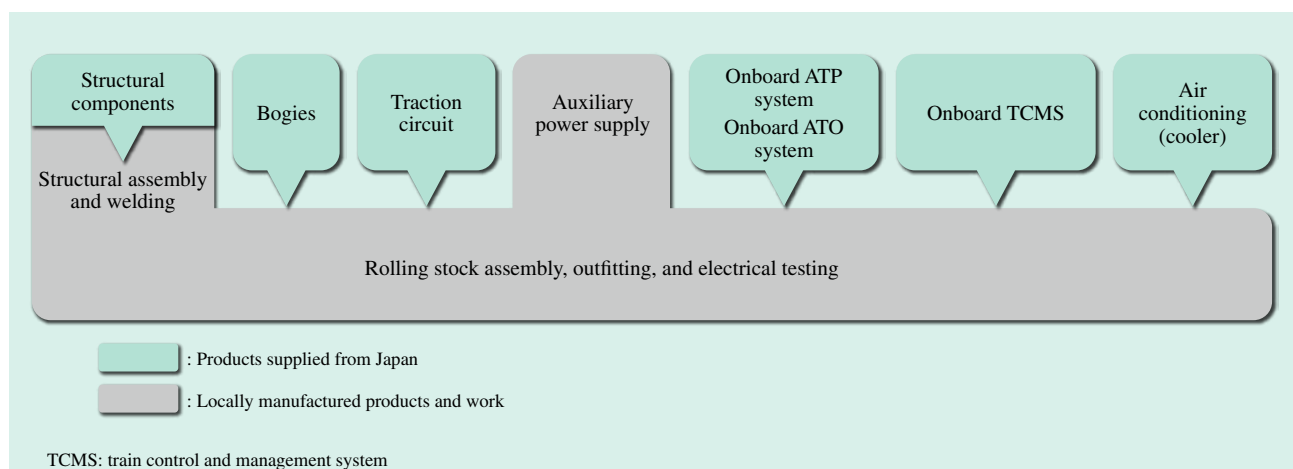 Structural
components
Structural assembly
and welding
Bogies
Traction
circuit
Auxiliary
power supply
Onboard ATP
system
Onboard ATO
system
Onboard TCMS
Air
conditioning
(cooler)
Rolling stock assembly, outfitting, and electrical testing
: Products supplied from Japan
: Locally manufactured products and work
TCMS: train control and management system